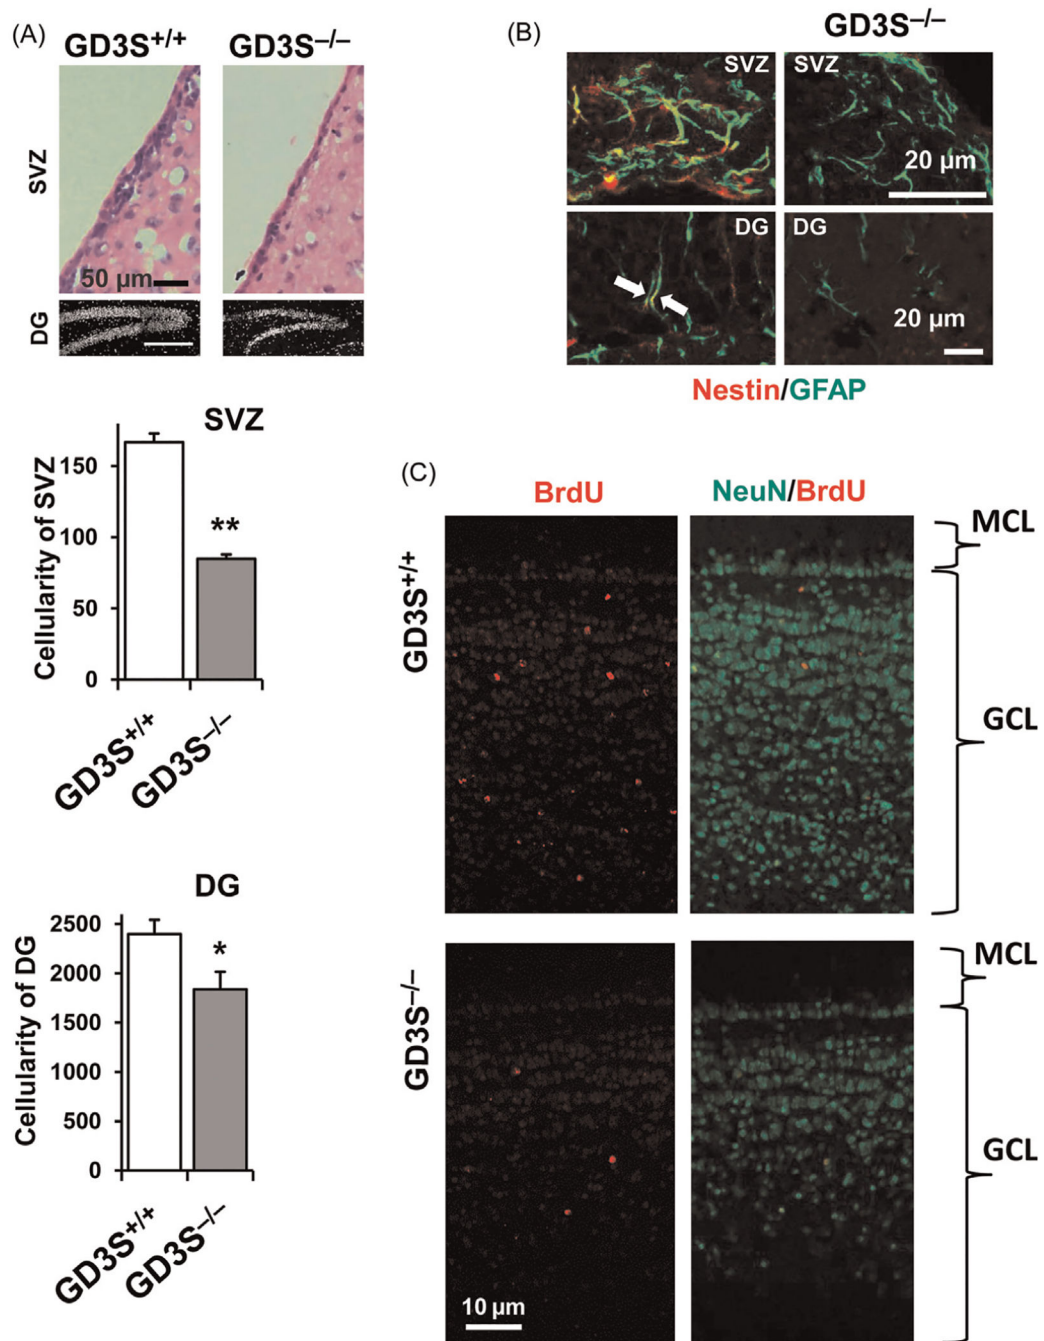 (A)
GD3S+/+ GD3S–/–
SVZ
50 µm
DG
SVZ
Cellularity of SVZ
150
100
50
0
GD3S+/+
GD3S–/–
DG
Cellularity of DG
**
2500
2000
1500
1000
500
0
*
GD3S+/+
GD3S–/–
(B)
GD3S–/–
SVZ
SVZ
20 µm
DG
DG
20 µm
Nestin/GFAP
(C)
BrdU
NeuN/BrdU
GD3S+/+
MCL
GCL
GD3S–/–
MCL
GCL
10 µm